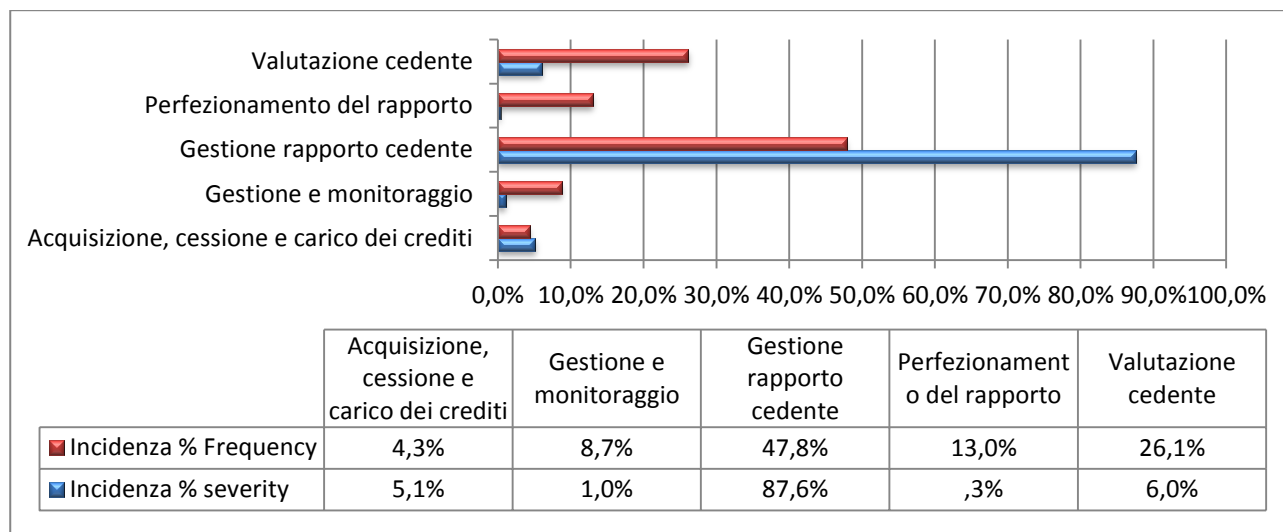 Valutazione cedente
Perfezionamento del rapporto
Gestione rapporto cedente
Gestione e monitoraggio
Acquisizione, cessione e carico dei crediti
0,0% 10,0% 20,0% 30,0% 40,0% 50,0% 60,0% 70,0% 80,0% 90,0% 100,0%
Acquisizione,
cessione e
carico dei crediti
Gestione e
monitoraggio
Gestione
rapporto
cedente
Perfezionament
o del rapporto
Valutazione
cedente
Incidenza % Frequency 4,3% 8,7% 47,8% 13,0% 26,1%
Incidenza % severity 5,1% 1,0% 87,6% ,3% 6,0%